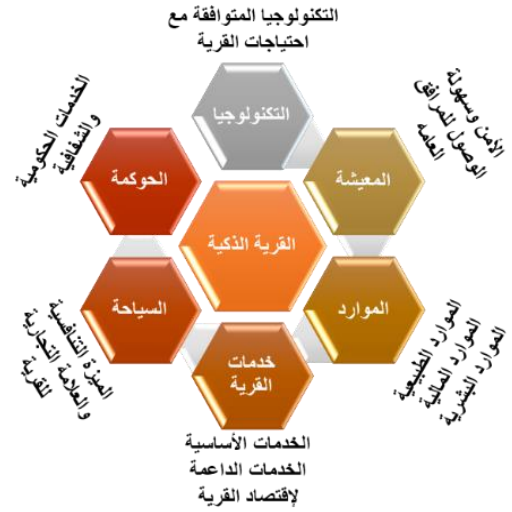 التكنولوجيا المتوافقة مع
احتياجات القرية
التكنولوجيا
الأمن وسهولة
الوصول للمرافق
العامه
المعيشة
الموارد
الموارد الطبيعية
الموارد المالية
الموارد البشرية
خدمات
القرية
الخدمات الأساسية
الخدمات الداعمة
لإقتصاد القرية
السياحة
الميزة التنافسية
والعلامة التجارية
للقرية
الحوكمة
الخدمات الحكومية
والشفافية
القرية الذكية